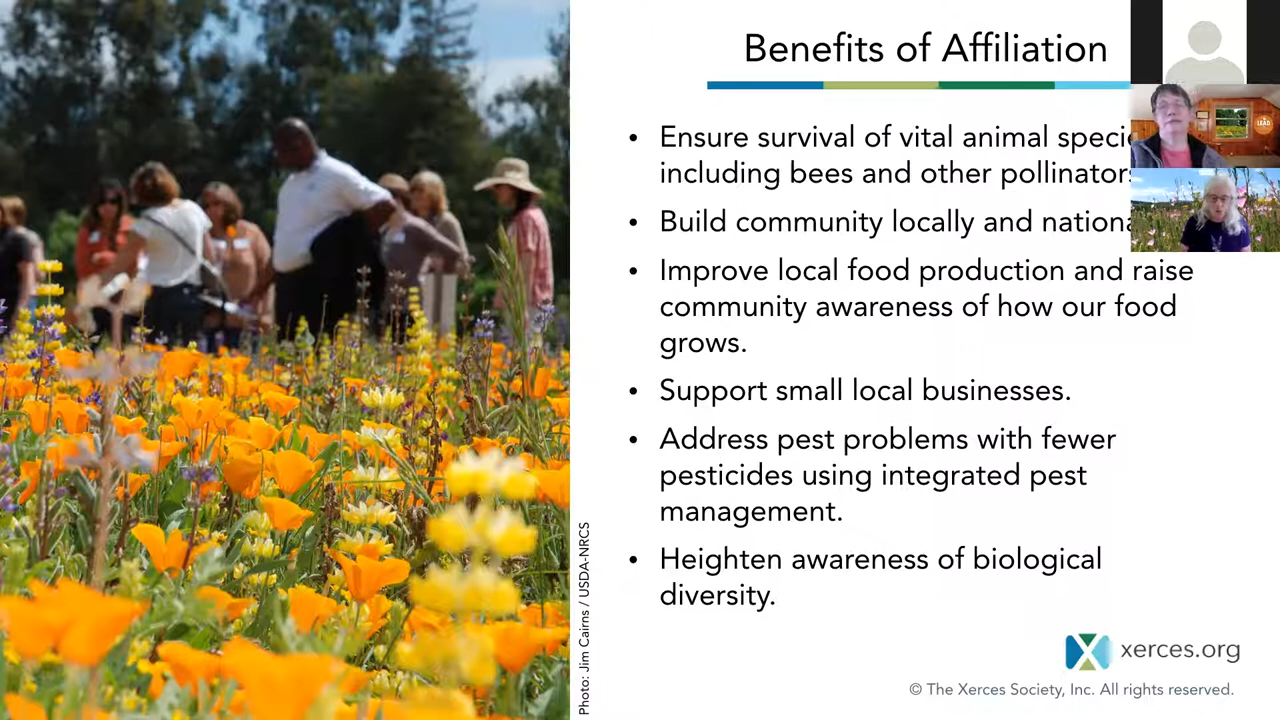 Benefits of Affiliation
• Ensure survival of vital animal
including bees and other
• Build community locally and
• Improve local food production and raise
community awareness of how our food
grows.
• Support small local businesses.
• Address pest problems with fewer
pesticides using integrated pest
management.
• Heighten awareness of biological
diversity.
Photo: Jim Cairns / USDA-NRCS
xerces.org
© The Xerces Society, Inc. All rights reserved.
LEAD